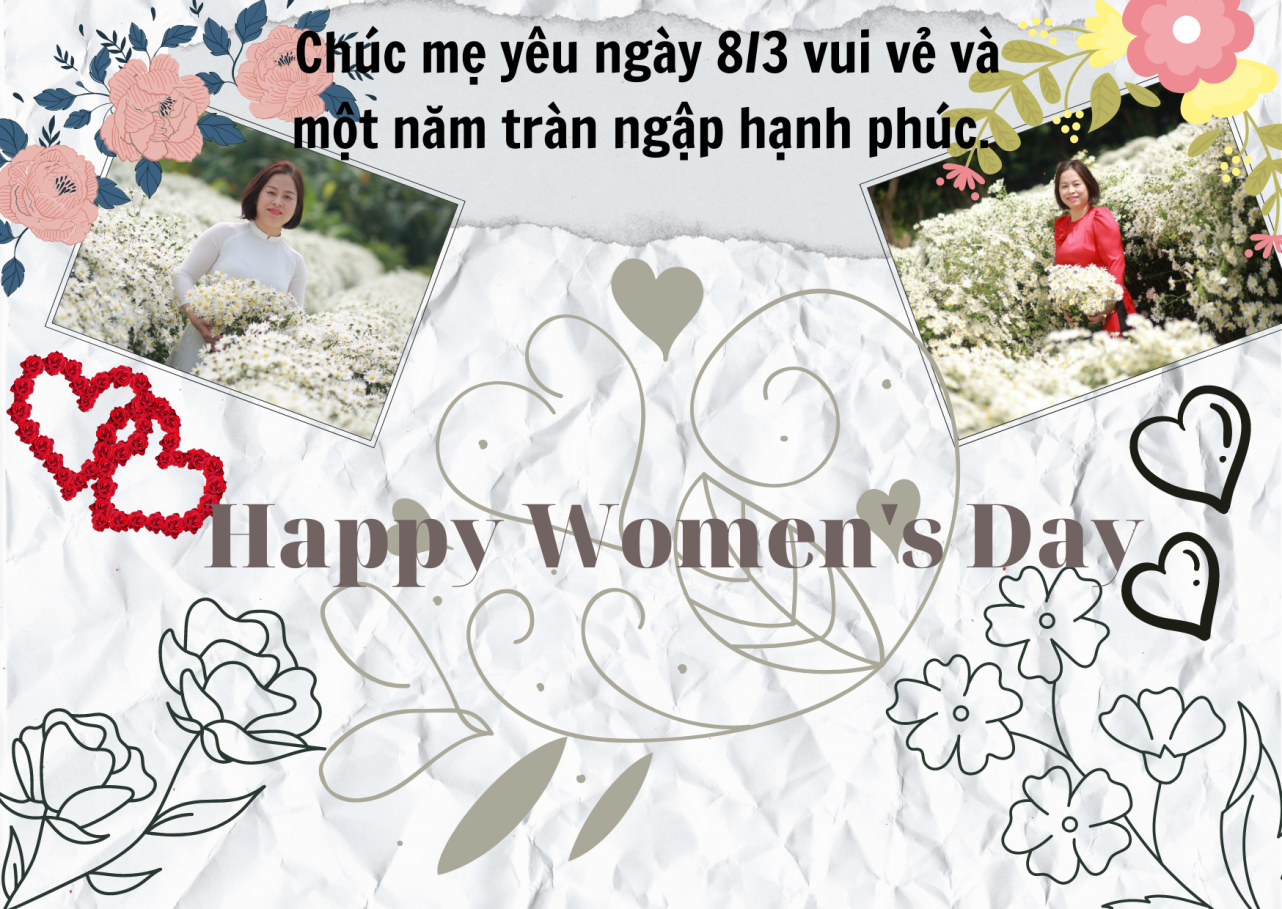 Chúc mẹ yêu ngày 8/3 vui vẻ và
một năm tràn ngập hạnh phúc.
Happy Women's Day